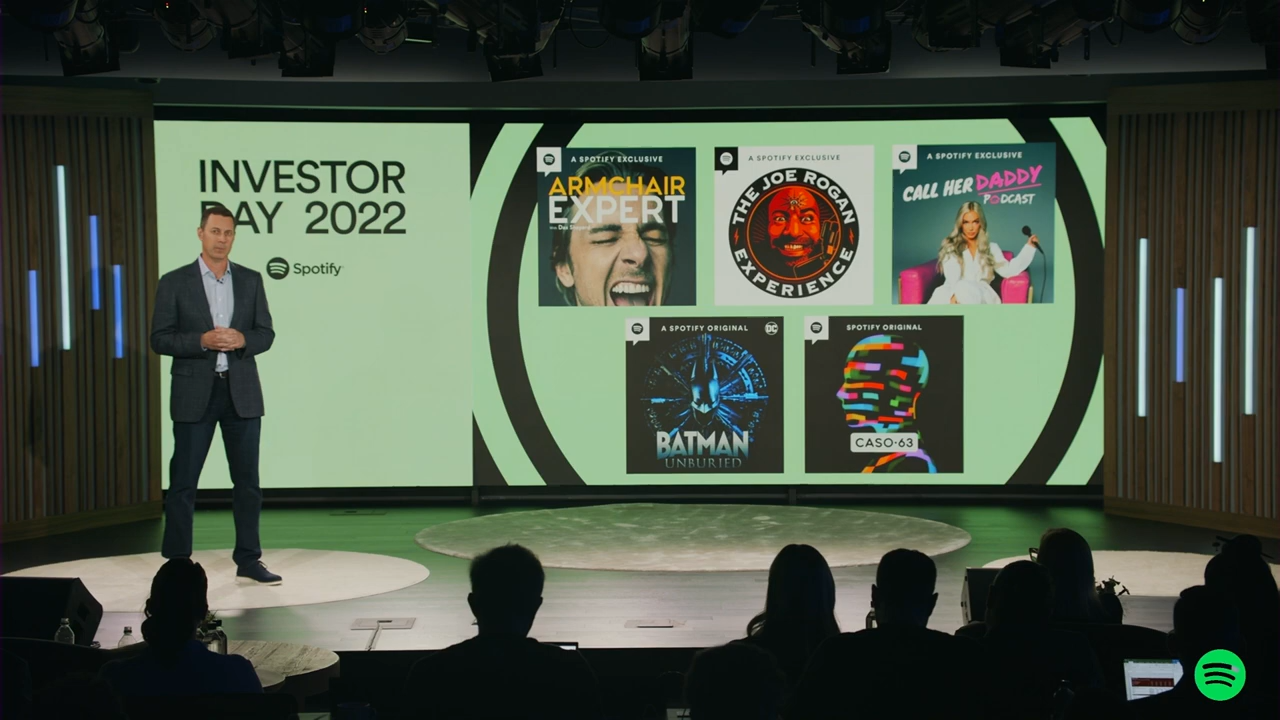 INVESTOR
DAY 2022
Spotify
A SPOTIFY EXCLUSIVE
ARMCHAIR
EXPERT
A SPOTIFY EXCLUSIVE
THE JOE ROGAN
EXPERIENCE
A SPOTIFY EXCLUSIVE
CALL HER DADDY
PODCAST
A SPOTIFY ORIGINAL
DC
BATMAN
UNBURIED
SPOTIFY ORIGINAL
CASO-63